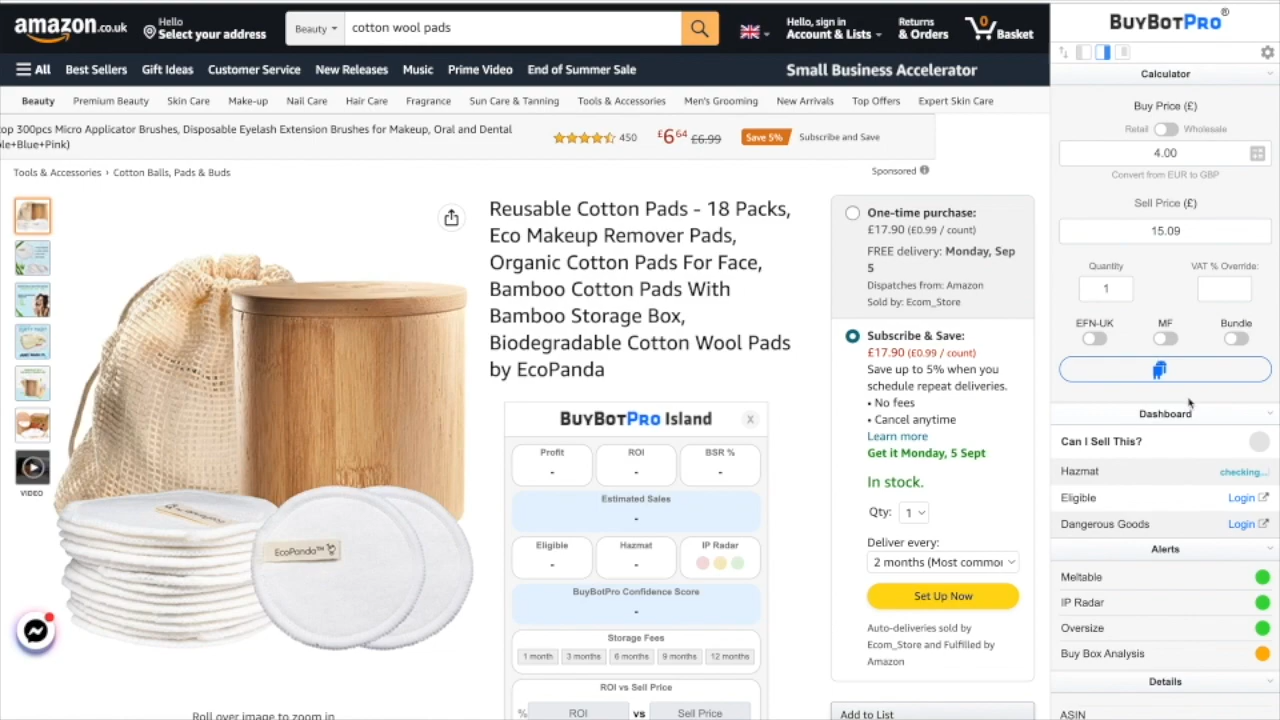 amazon.co.uk
Hello
Select your address
Beauty
cotton wool pads
Hello, sign in
Account & Lists
Returns
& Orders
0
Basket
All
Best Sellers
Gift Ideas
Customer Service
New Releases
Music
Prime Video
End of Summer Sale
Small Business Accelerator
Beauty
Premium Beauty
Skin Care
Make-up
Nail Care
Hair Care
Fragrance
Sun Care & Tanning
Tools & Accessories
Men's Grooming
New Arrivals
Top Offers
Expert Skin Care
op 300pcs Micro Applicator Brushes, Disposable Eyelash Extension Brushes for Makeup, Oral and Dental
le+Blue+Pink)
450
£6.64 £6.99
Save 5%
Subscribe and Save
Tools & Accessories › Cotton Balls, Pads & Buds
Sponsored
Reusable Cotton Pads - 18 Packs,
Eco Makeup Remover Pads,
Organic Cotton Pads For Face,
Bamboo Cotton Pads With
Bamboo Storage Box,
Biodegradable Cotton Wool Pads
by EcoPanda
EcoPanda™
VIDEO
Roll over image to zoom in
BUYBOTPRO Island
X
Profit
-
ROI
-
BSR %
-
Estimated Sales
-
Eligible
-
Hazmat
-
IP Radar
BuyBotPro Confidence Score
-
Storage Fees
1 month
3 months
6 months
9 months
12 months
ROI vs Sell Price
% ROI vs Sell Price
One-time purchase:
£17.90 (£0.99 / count)
FREE delivery: Monday, Sep
5
Dispatches from: Amazon
Sold by: Ecom_Store
Subscribe & Save:
£17.90 (£0.99 / count)
Save up to 5% when you
schedule repeat deliveries.
• No fees
• Cancel anytime
Learn more
Get it Monday, 5 Sept
In stock.
Qty: 1
Deliver every:
2 months (Most commor
Set Up Now
Auto-deliveries sold by
Ecom_Store and Fulfilled by
Amazon
Add to List
BUYBOTPRO®
Calculator
Buy Price (£)
Retail
Wholesale
4.00
Convert from EUR to GBP
Sell Price (£)
15.09
Quantity
VAT % Override:
1
EFN-UK
MF
Bundle
Dashboard
Can I Sell This?
Hazmat
checking...
Eligible
Login
Dangerous Goods
Login
Alerts
Meltable
IP Radar
Oversize
Buy Box Analysis
Details
ASIN